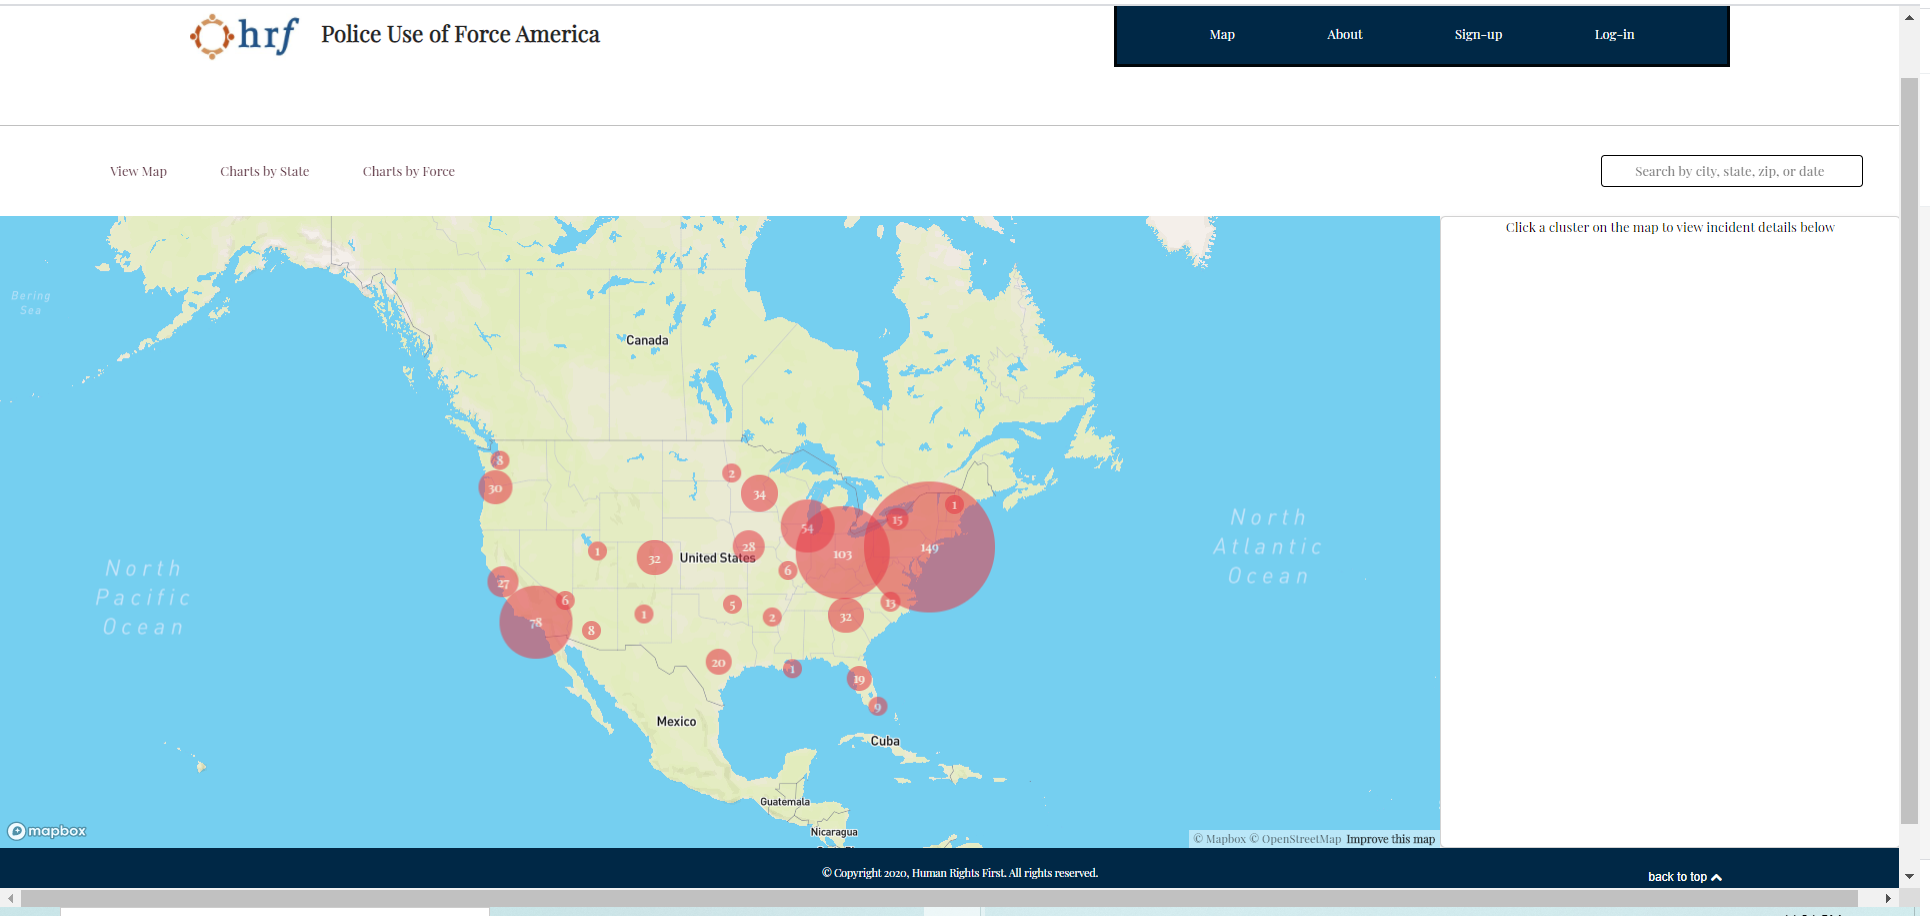 hrf Police Use of Force America
Map About Sign-up Log-in
View Map Charts by State Charts by Force
Search by city, state, zip, or date
Click a cluster on the map to view incident details below
Bering
Sea
Canada
8
30
2
34
1
54
15
103
149
1
32
United States
28
6
27
78
6
8
1
5
2
32
13
20
1
19
9
North
Pacific
Ocean
North
Atlantic
Ocean
Mexico
Cuba
Guatemala
Nicaragua
mapbox
© Mapbox © OpenStreetMap Improve this map
© Copyright 2020, Human Rights First. All rights reserved.
back to top